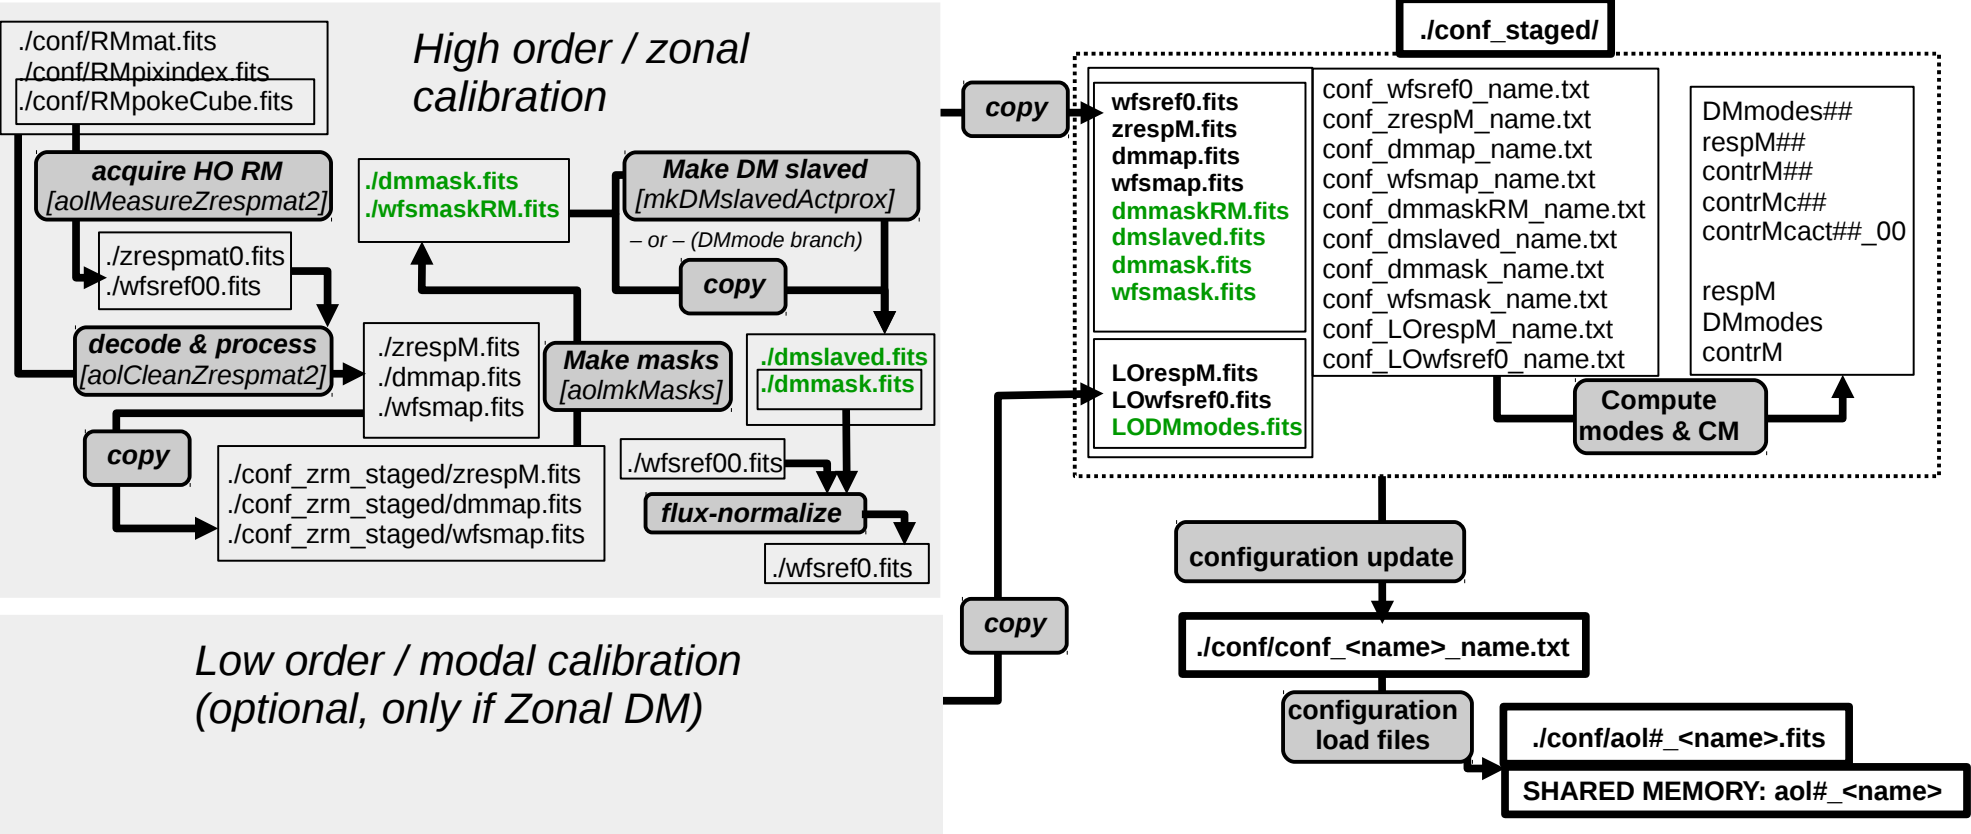 ./conf/RMmat.fits
./conf/RMpixindex.fits
./conf/RMpokeCube.fits
High order / zonal
calibration
acquire HO RM
[aolMeasureZrespmat2]
./zrespmat0.fits
./wfsref00.fits
decode & process
[aolCleanZrespmat2]
./dmmask.fits
./wfsmaskRM.fits
Make DM slaved
[mkDMslavedActprox]
– or – (DMmode branch)
copy
./zrespM.fits
./dmmap.fits
./wfsmap.fits
Make masks
[aolmkMasks]
./dmslaved.fits
./dmmask.fits
copy
./conf_zrm_staged/zrespM.fits
./conf_zrm_staged/dmmap.fits
./conf_zrm_staged/wfsmap.fits
./wfsref00.fits
flux-normalize
./wfsref0.fits
Low order / modal calibration
(optional, only if Zonal DM)
copy
copy
./conf_staged/
wfsref0.fits
zrespM.fits
dmmap.fits
wfsmap.fits
dmmaskRM.fits
dmslaved.fits
dmmask.fits
wfsmask.fits
LOrespM.fits
LOwfsref0.fits
LODMmodes.fits
conf_wfsref0_name.txt
conf_zrespM_name.txt
conf_dmmap_name.txt
conf_wfsmap_name.txt
conf_dmmaskRM_name.txt
conf_dmslaved_name.txt
conf_dmmask_name.txt
conf_wfsmask_name.txt
conf_LOrespM_name.txt
conf_LOwfsref0_name.txt
DMmodes##
respM##
contrM##
contrMc##
contrMcact##_00
respM
DMmodes
contrM
Compute
modes & CM
configuration update
./conf/conf_<name>_name.txt
configuration
load files
./conf/aol#_<name>.fits
SHARED MEMORY: aol#_<name>